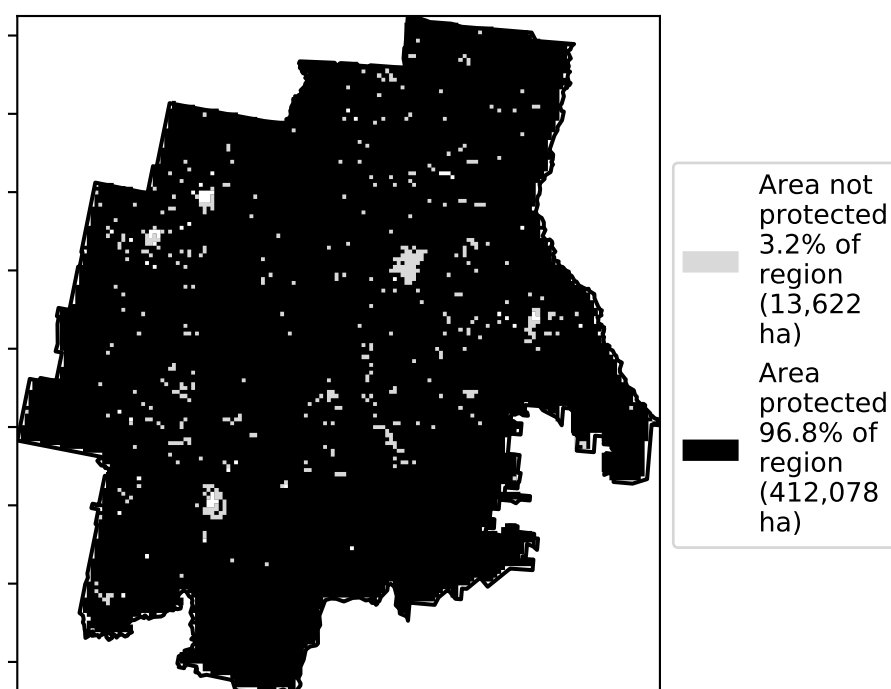 Area not
protected
3.2% of
region
(13,622
ha)
Area
protected
96.8% of
region
(412,078
ha)